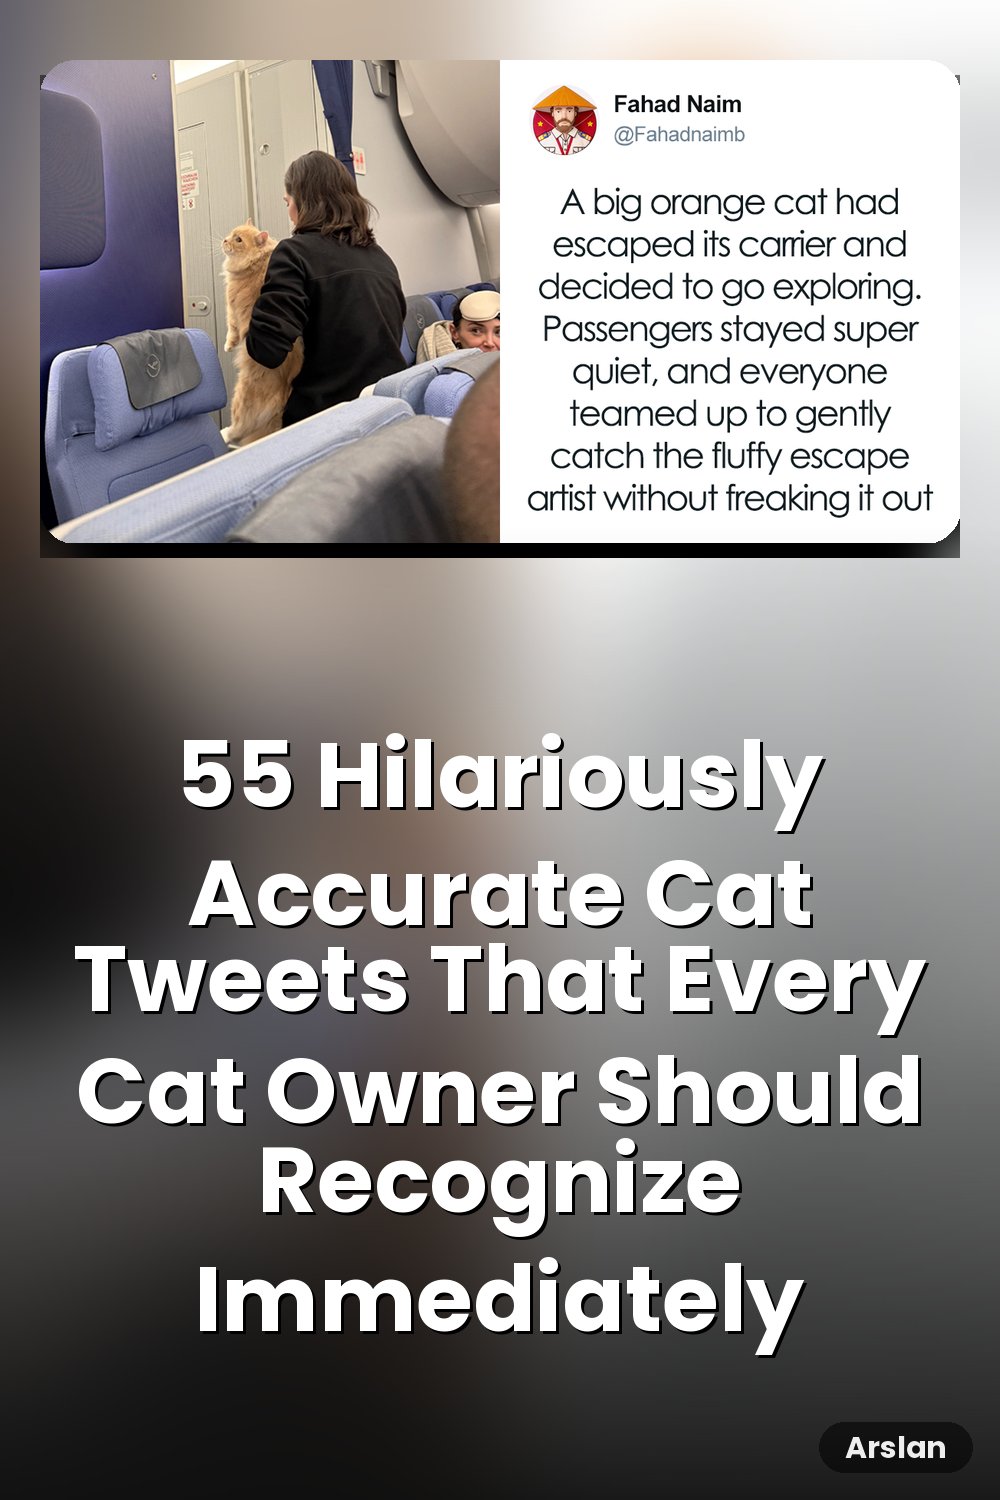 Fahad Naim
@Fahadnaimb
A big orange cat had
escaped its carrier and
decided to go exploring.
Passengers stayed super
quiet, and everyone
teamed up to gently
catch the fluffy escape
artist without freaking it out
55 Hilariously
Accurate Cat
Tweets That Every
Cat Owner Should
Recognize
Immediately
Arslan